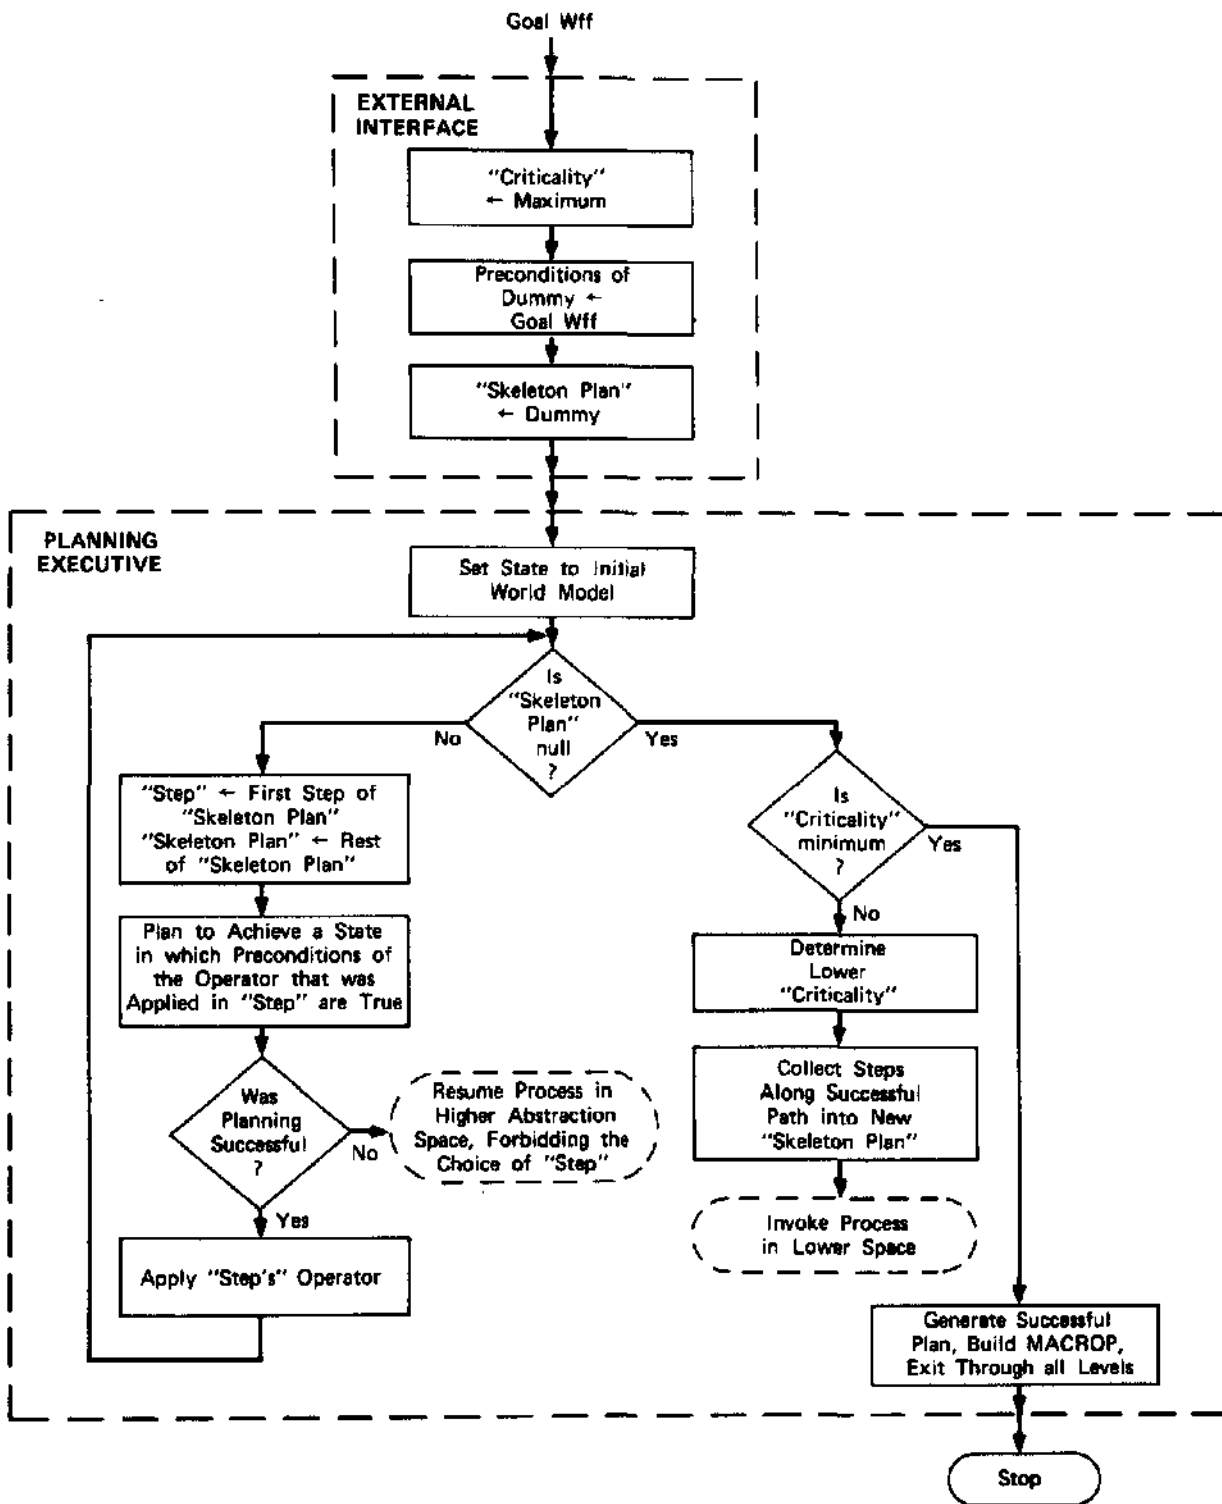 Goal Wff
EXTERNAL
INTERFACE
"Criticality"
← Maximum
Preconditions of
Dummy ←
Goal Wff
"Skeleton Plan"
← Dummy
PLANNING
EXECUTIVE
Set State to Initial
World Model
Is
"Skeleton
Plan"
null
?
No
Yes
"Step" ← First Step of
"Skeleton Plan"
"Skeleton Plan" ← Rest
of "Skeleton Plan"
Is
"Criticality"
minimum
?
Yes
No
Plan to Achieve a State
in which Preconditions of
the Operator that was
Applied in "Step" are True
Determine
Lower
"Criticality"
Was
Planning
Successful
?
No
Yes
Resume Process in
Higher Abstraction
Space, Forbidding the
Choice of "Step"
Collect Steps
Along Successful
Path into New
"Skeleton Plan"
Invoke Process
in Lower Space
Apply "Step's" Operator
Generate Successful
Plan, Build MACROP,
Exit Through all Levels
Stop